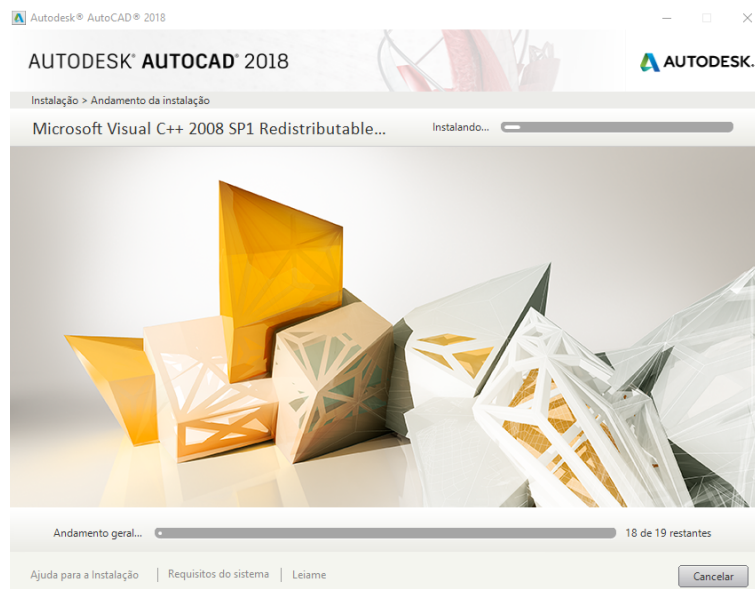 Autodesk® AutoCAD® 2018
AUTODESK® AUTOCAD® 2018
AUTODESK.
Instalação > Andamento da instalação
Microsoft Visual C++ 2008 SP1 Redistributable...
Instalando...
Andamento geral...
18 de 19 restantes
Ajuda para a Instalação
Requisitos do sistema
Leiame
Cancelar